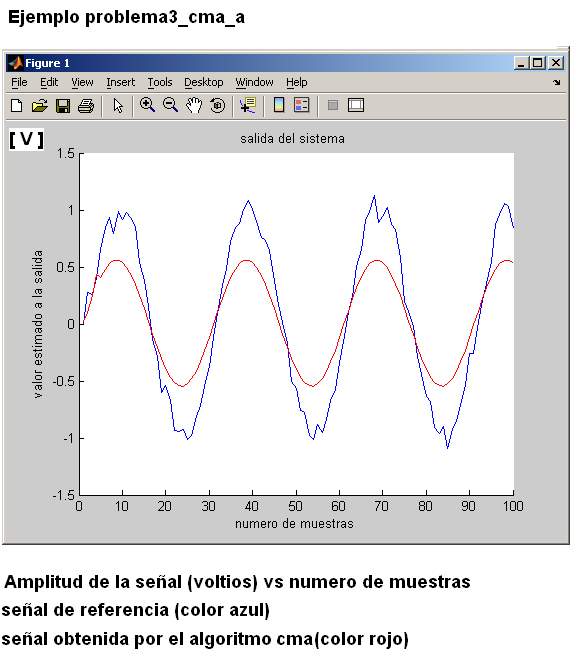 Ejemplo problema3_cma_a
Figure 1
File Edit View Insert Tools Desktop Window Help
[ V ]
salida del sistema
valor estimado a la salida
1.5
1
0.5
0
-0.5
-1
-1.5
0 10 20 30 40 50 60 70 80 90 100
numero de muestras
Amplitud de la señal (voltios) vs numero de muestras
señal de referencia (color azul)
señal obtenida por el algoritmo cma(color rojo)